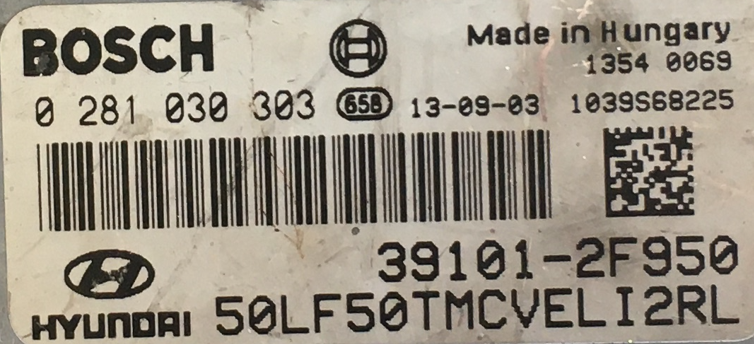 BOSCH
Made in Hungary
1354 0069
0 281 030 303 658 13-09-03 1039S68225
39101-2F950
HYUNDAI 50LF50TMCVELI2RL